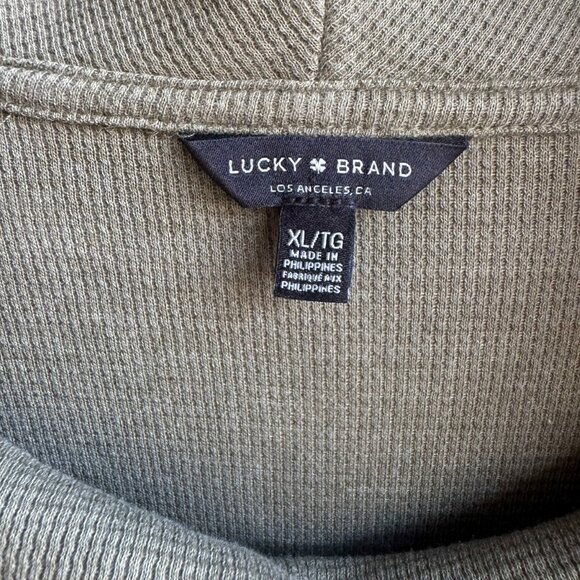 LUCKY BRAND
LOS ANGELES, CA
XL/TG
MADE IN
PHILIPPINES
FABRIQUÉ AUX
PHILIPPINES